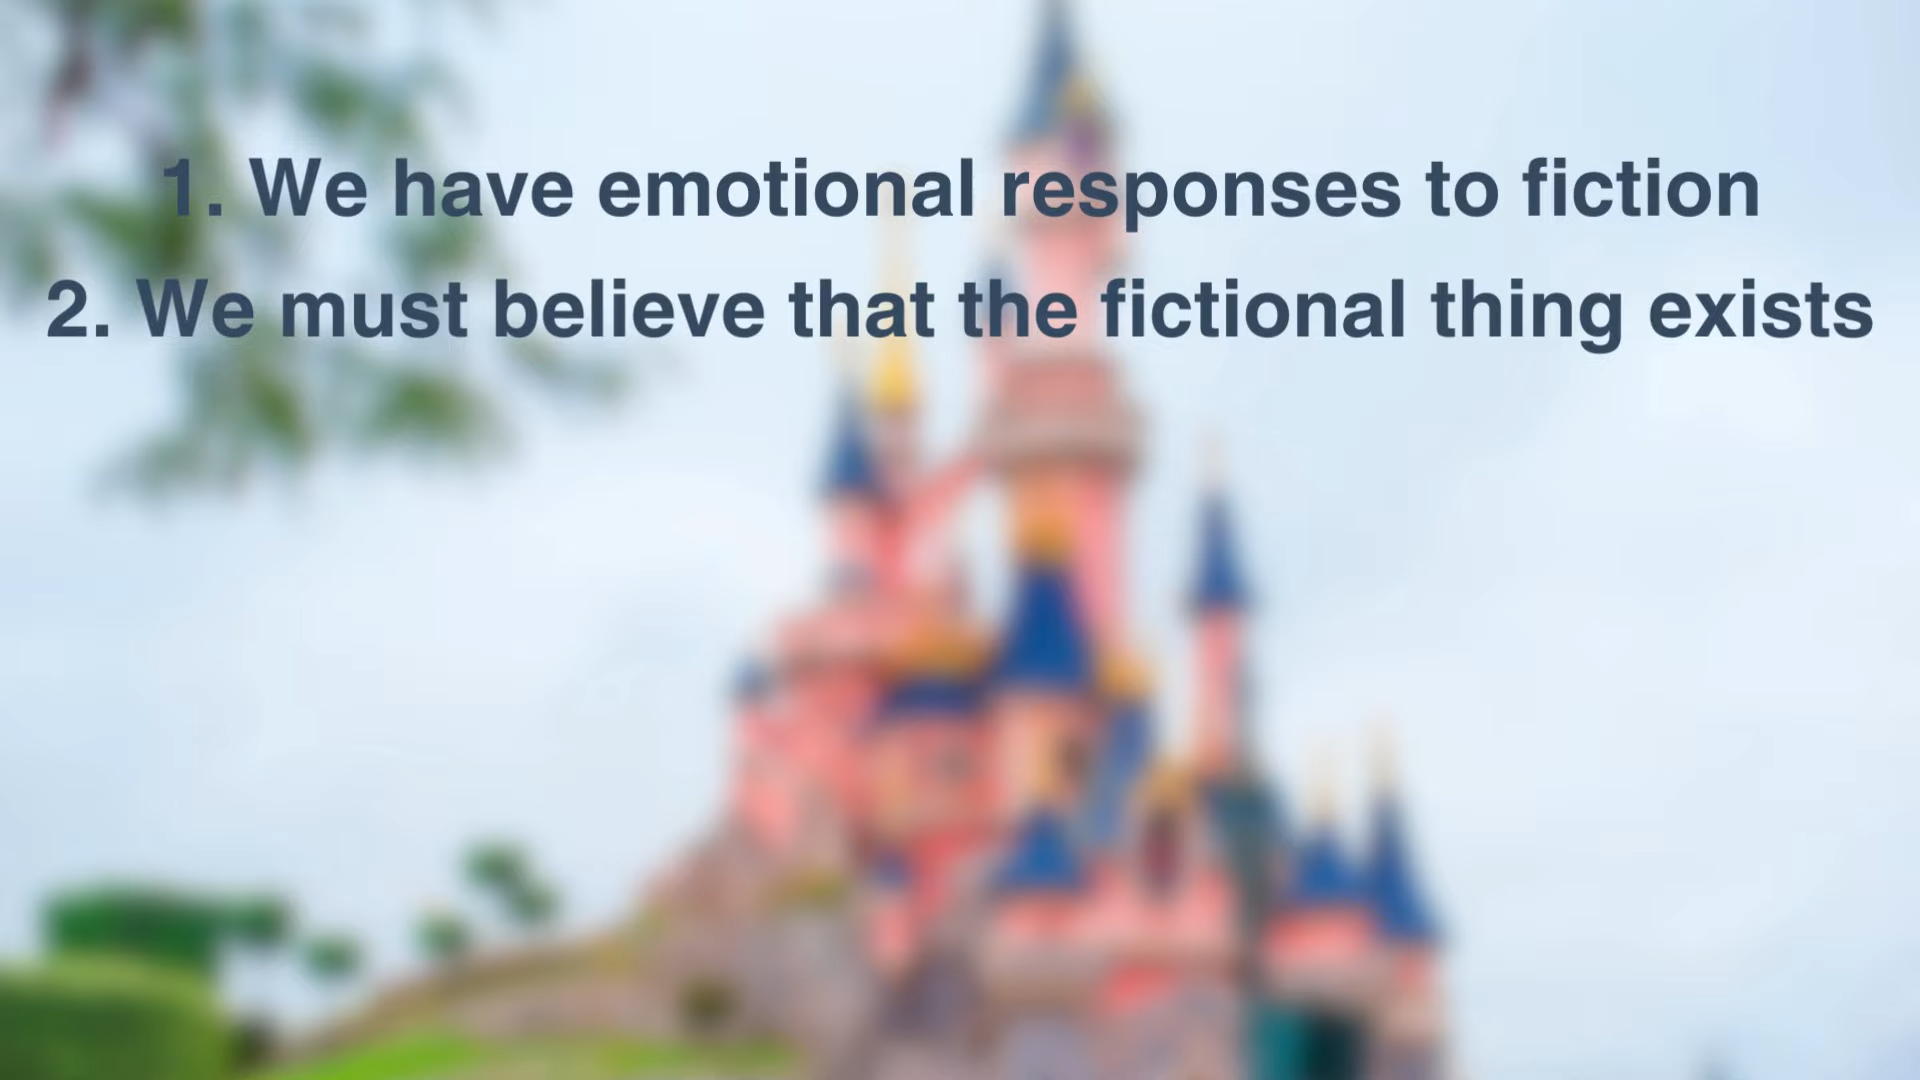 1. We have emotional responses to fiction
2. We must believe that the fictional thing exists